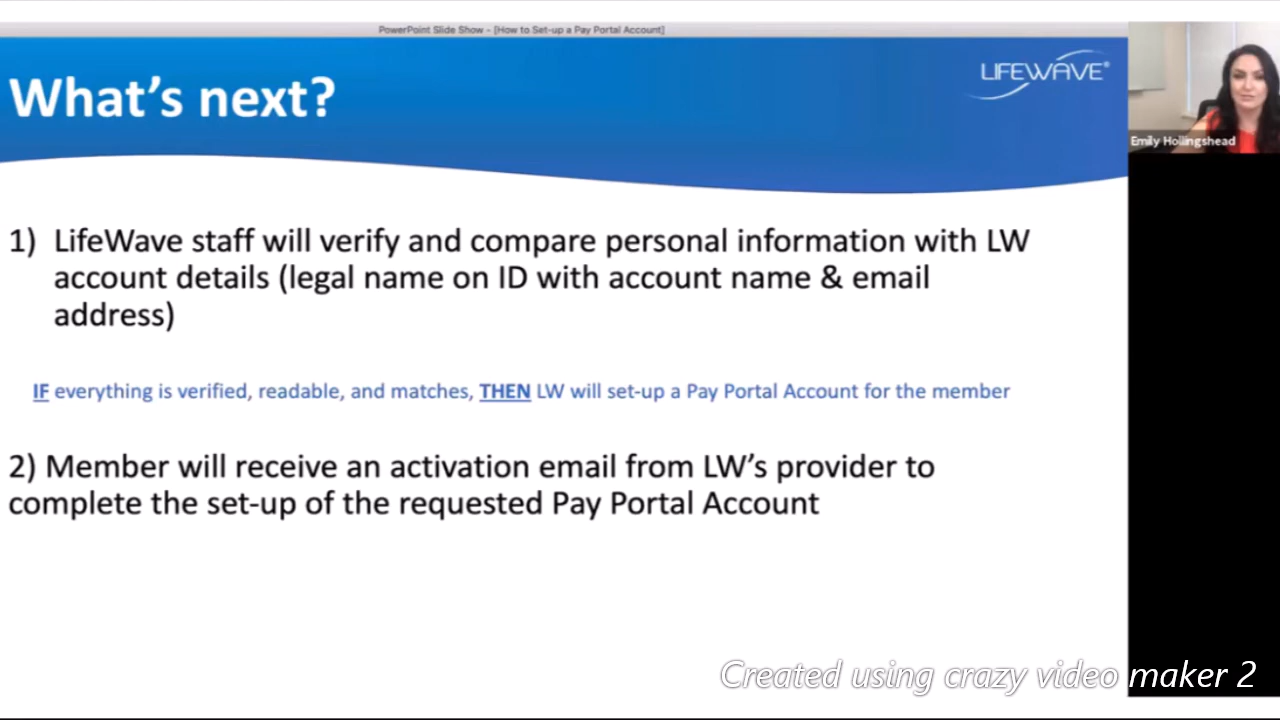 PowerPoint Slide Show - [How to Set-up a Pay Portal Account]
What's next?
LIFEWAVE®
Emily Hollingshead
1) LifeWave staff will verify and compare personal information with LW
account details (legal name on ID with account name & email
address)
IF everything is verified, readable, and matches, THEN LW will set-up a Pay Portal Account for the member
2) Member will receive an activation email from LW's provider to
complete the set-up of the requested Pay Portal Account
Created using crazy video maker 2